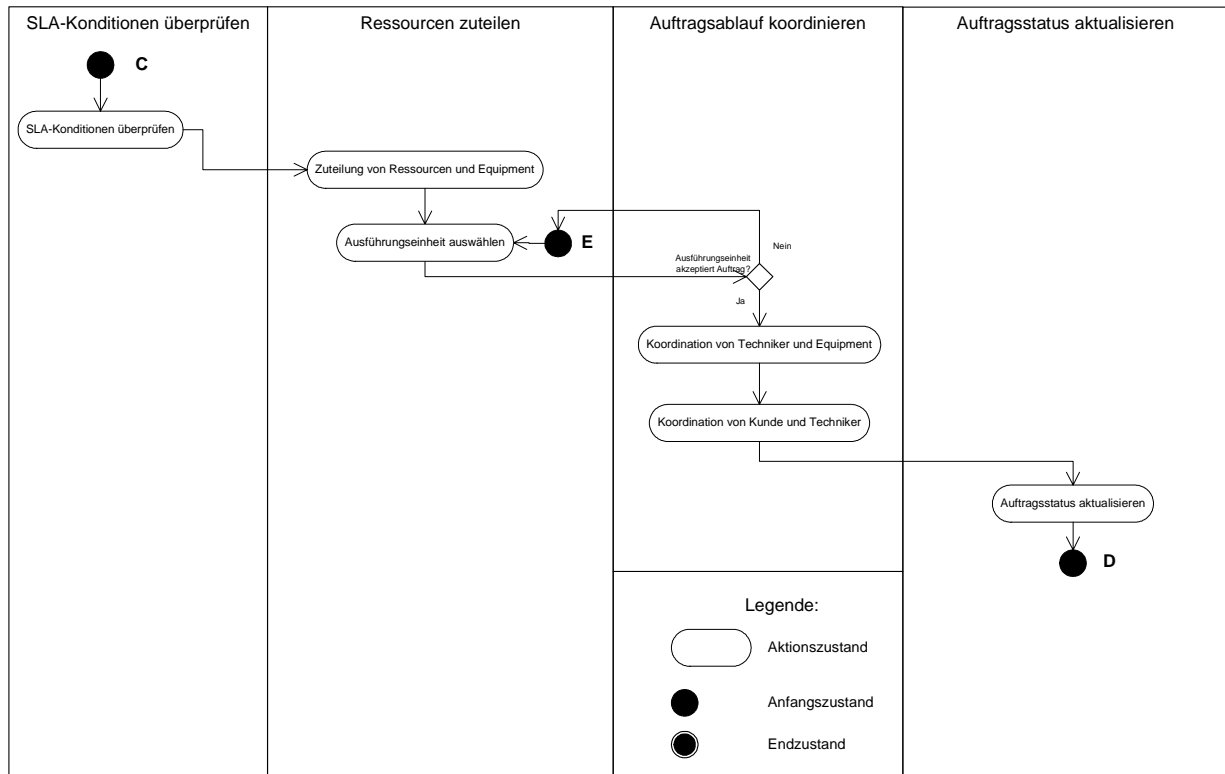 SLA-Konditionen überprüfen
Ressourcen zuteilen
Auftragsablauf koordinieren
Auftragsstatus aktualisieren
C
SLA-Konditionen überprüfen
Zuteilung von Ressourcen und Equipment
Ausführungseinheit auswählen
E
Nein
Ausführungseinheit
akzeptiert Auftrag?
Ja
Koordination von Techniker und Equipment
Koordination von Kunde und Techniker
Auftragsstatus aktualisieren
D
Legende:
Aktionszustand
Anfangszustand
Endzustand